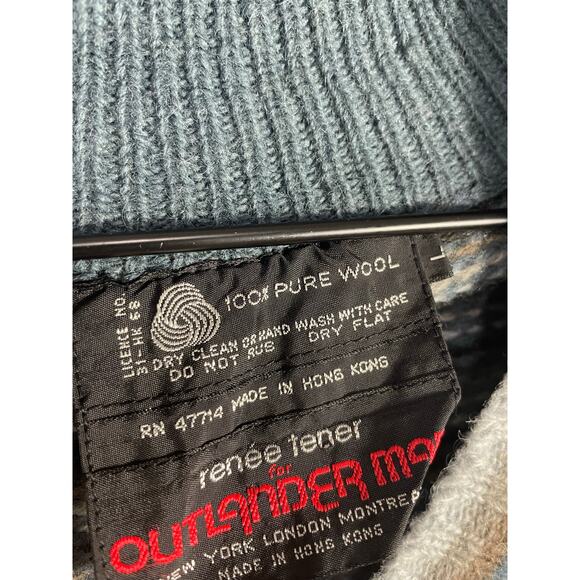 LICENCE NO.
31-HK 68
100% PURE WOOL
DRY CLEAN OR HAND WASH WITH CARE
DO NOT RUB DRY FLAT
L
RN 47714 MADE IN HONG KONG
renée tener
for
OUTLANDER
NEW YORK LONDON
MADE IN HONG KONG